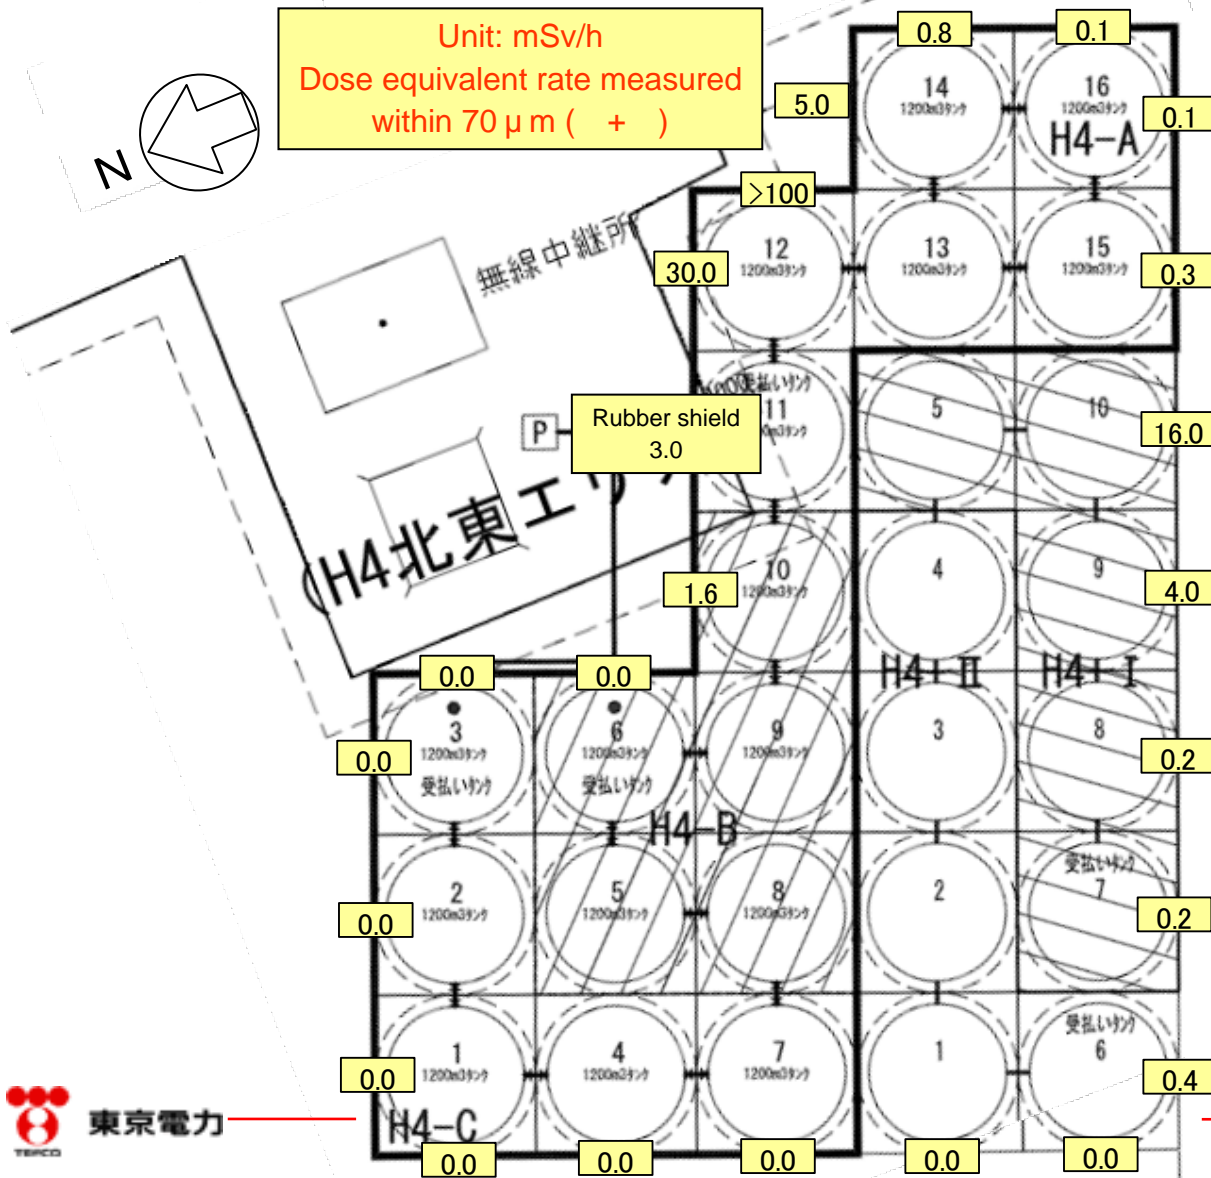 Unit: mSv/h
Dose equivalent rate measured
within 70 μ m (   +   )
N
0.8
0.1
5.0
14
1200m3タンク
16
1200m3タンク
H4-A
0.1
>100
無線中継所
30.0
12
1200m3タンク
13
1200m3タンク
15
1200m3タンク
0.3
受払いタンク
11
5
10
16.0
P
Rubber shield
3.0
(H4北東エリア
1.6
10
1200m3タンク
4
9
4.0
H4-II
H4-I
0.0
0.0
0.0
3
1200m3タンク
受払いタンク
6
1200m3タンク
受払いタンク
9
1200m3タンク
3
8
0.2
H4-B
0.0
2
1200m3タンク
5
1200m3タンク
8
1200m3タンク
2
受払いタンク
7
0.2
0.0
1
1200m3タンク
4
1200m3タンク
7
1200m3タンク
1
受払いタンク
6
0.4
H4-C
0.0
0.0
0.0
0.0
0.0
東京電力
TEPCO